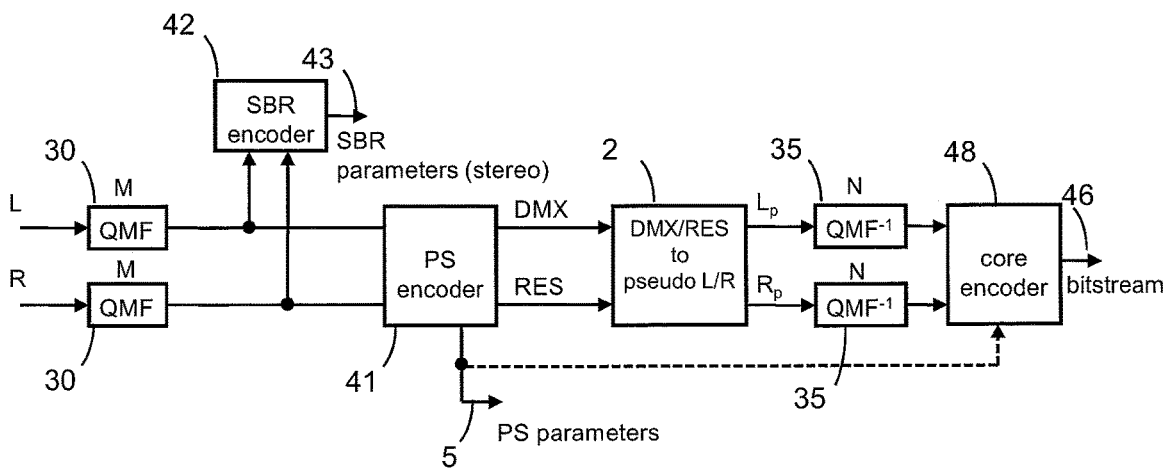 42
43
SBR
encoder
SBR
parameters (stereo)
30
M
L
QMF
R
M
QMF
30
PS
encoder
41
DMX
RES
2
DMX/RES
to
pseudo L/R
Lp
Rp
35
N
QMF-1
N
QMF-1
35
48
core
encoder
46
bitstream
5
PS parameters